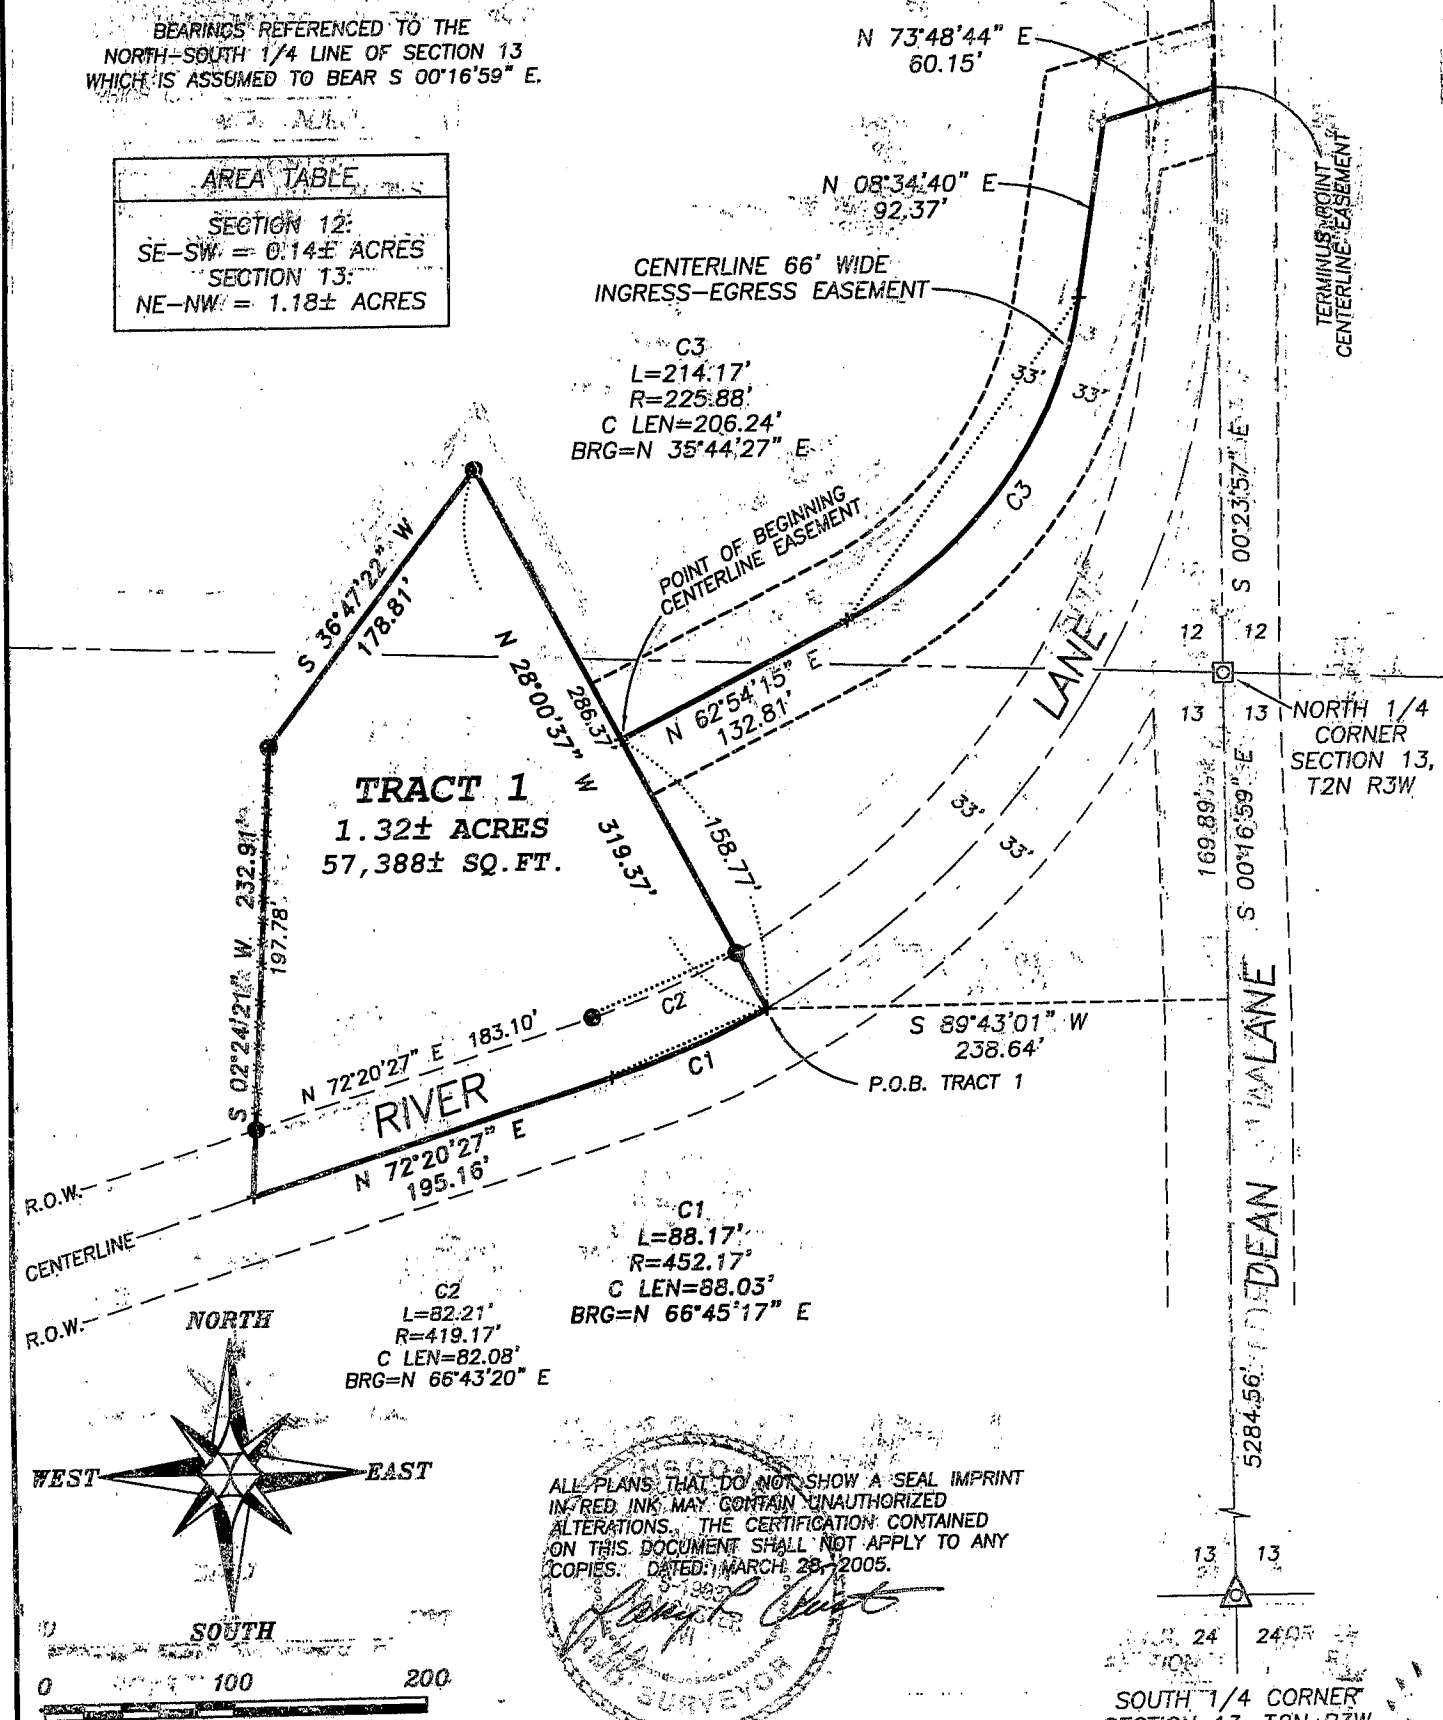 BEARINGS REFERENCED TO THE
NORTH-SOUTH 1/4 LINE OF SECTION 13
WHICH IS ASSUMED TO BEAR S 00°16'59" E.
AREA TABLE
SECTION 12:
SE-SW = 0.14± ACRES
SECTION 13:
NE-NW = 1.18± ACRES
N 73°48'44" E
60.15'
N 08°34'40" E
92.37'
TERMINUS POINT
CENTERLINE EASEMENT
CENTERLINE 66' WIDE
INGRESS-EGRESS EASEMENT
C3
L=214.17'
R=225.88'
C LEN=206.24'
BRG=N 35°44'27" E
33'
33'
C3
S 00°23'57" E
POINT OF BEGINNING
CENTERLINE EASEMENT
S 36°47'22" W
178.81'
N 28°00'37" W 319.37'
286.37'
N 62°54'15" E
132.81'
158.77'
LANE
12 12
13 13
NORTH 1/4
CORNER
SECTION 13,
T2N R3W
TRACT 1
1.32± ACRES
57,388± SQ.FT.
33'
33'
169.89'
S 00°16'59" E
S 02°24'21" W 232.91'
197.78'
N 72°20'27" E 183.10'
C2
C1
S 89°43'01" W
238.64'
P.O.B. TRACT 1
RIVER
N 72°20'27" E
195.16'
DEAN LANE
R.O.W.
CENTERLINE
R.O.W.
C1
L=88.17'
R=452.17'
C LEN=88.03'
BRG=N 66°45'17" E
C2
L=82.21'
R=419.17'
C LEN=82.08'
BRG=N 66°43'20" E
5284.56'
NORTH
WEST
EAST
SOUTH
0 100 200
ALL PLANS THAT DO NOT SHOW A SEAL IMPRINT
IN RED INK MAY CONTAIN UNAUTHORIZED
ALTERATIONS. THE CERTIFICATION CONTAINED
ON THIS DOCUMENT SHALL NOT APPLY TO ANY
COPIES. DATED: MARCH 28, 2005.
SURVEYOR
13 13
24 24
SOUTH 1/4 CORNER
SECTION 13, T2N R3W